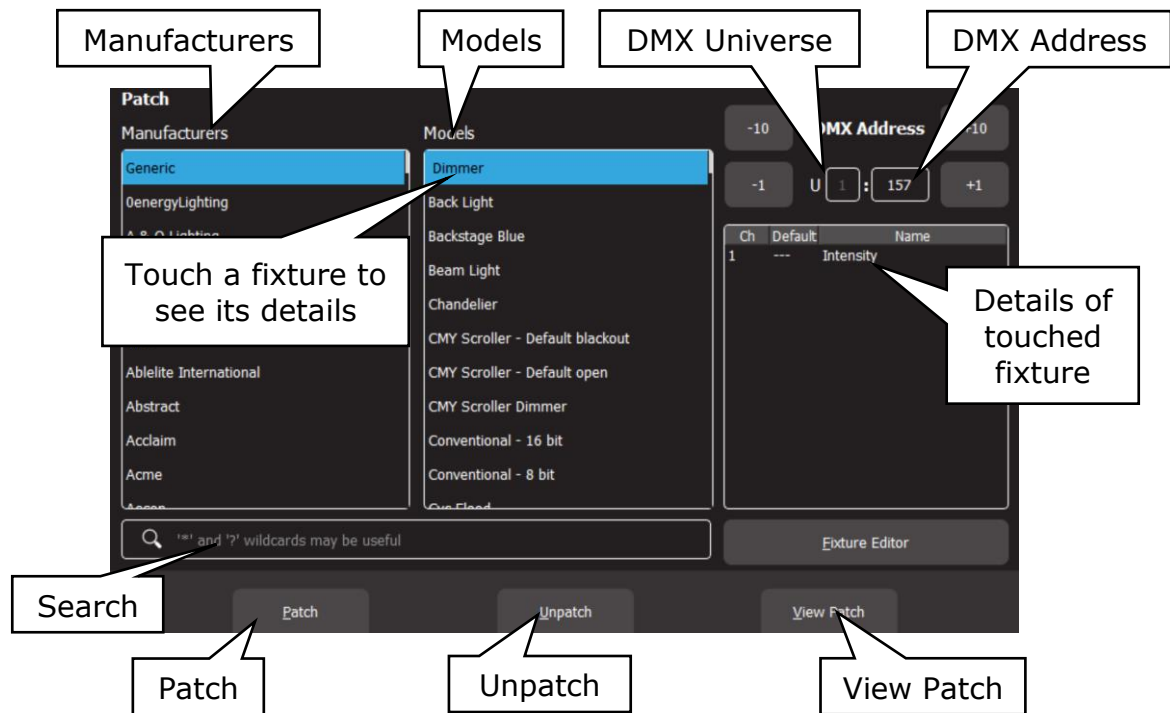 Manufacturers
Models
DMX Universe
DMX Address
Patch
Manufacturers
Models
-10
DMX Address
+10
Generic
0energyLighting
Dimmer
Back Light
Backstage Blue
Beam Light
Chandelier
CMY Scroller - Default blackout
CMY Scroller - Default open
CMY Scroller Dimmer
Conventional - 16 bit
Conventional - 8 bit
-1
U 1 : 157
+1
Ch Default Name
1 --- Intensity
Touch a fixture to
see its details
Details of
touched
fixture
Ablelite International
Abstract
Acclaim
Acme
'*' and '?' wildcards may be useful
Fixture Editor
Search
Patch
Unpatch
View Patch
Patch
Unpatch
View Patch